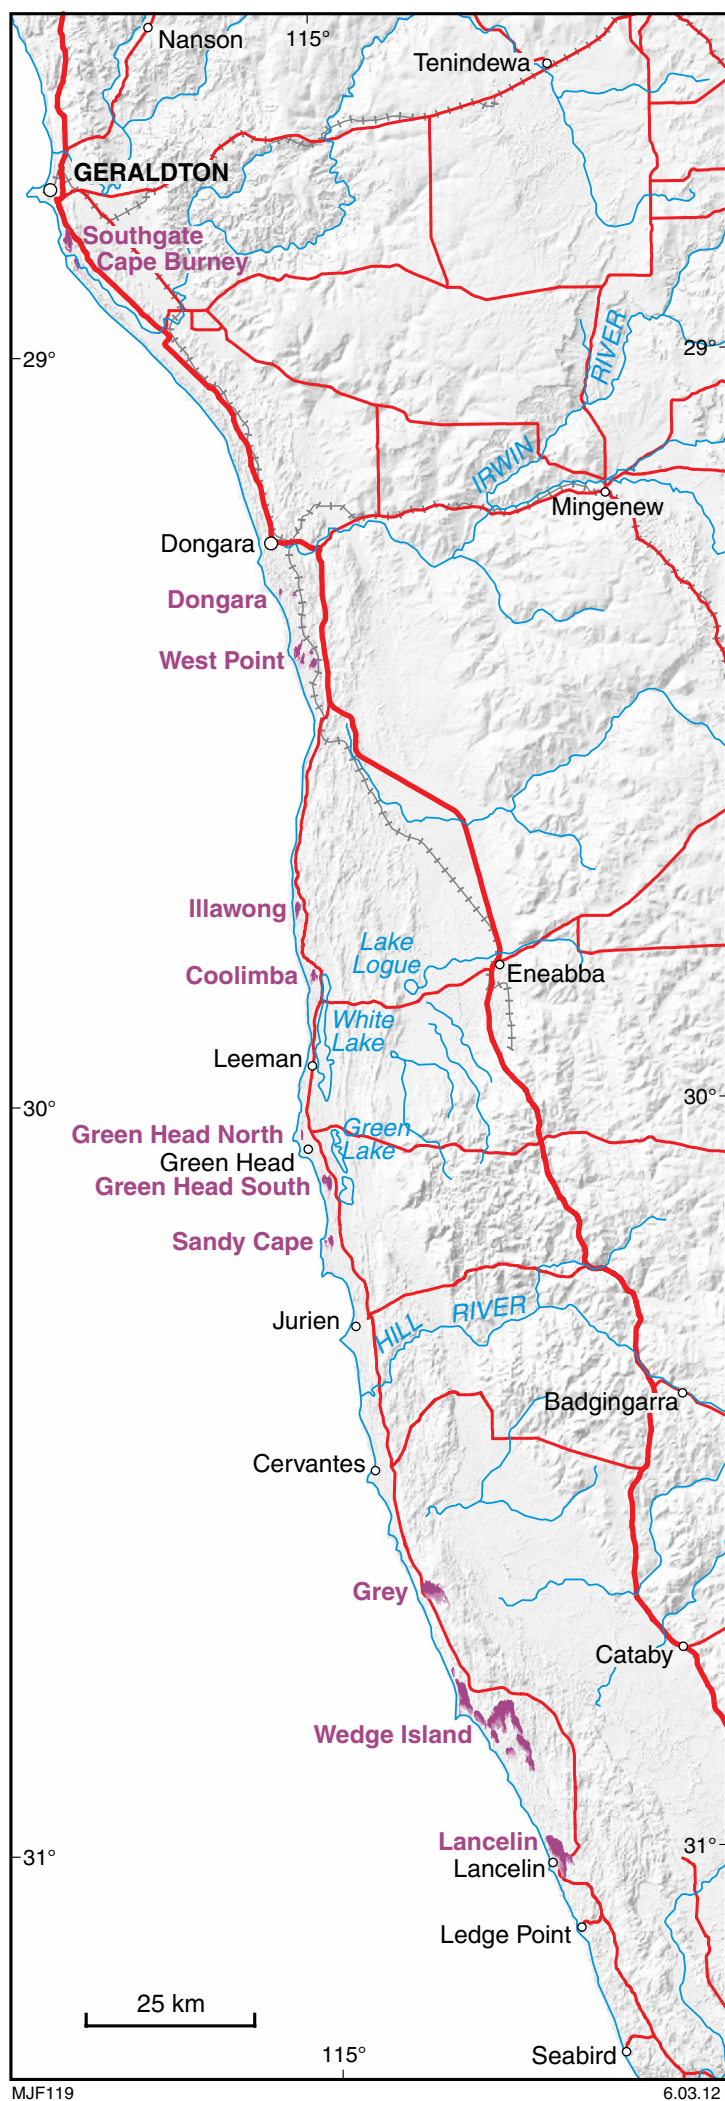 Nanson
115°
Tenindewa
GERALDTON
Southgate
Cape Burney
29°
29°
RIVER
IRWIN
Mingenew
Dongara
Dongara
West Point
Illawong
Lake
Logue
Coolimba
Eneabba
White
Lake
Leeman
30°
30°
Green Head North
Green
Lake
Green Head
Green Head South
Sandy Cape
HILL RIVER
Jurien
Badgingarra
Cervantes
Grey
Cataby
Wedge Island
Lancelin
31°
31°
Lancelin
Ledge Point
25 km
115°
Seabird
MJF119
6.03.12